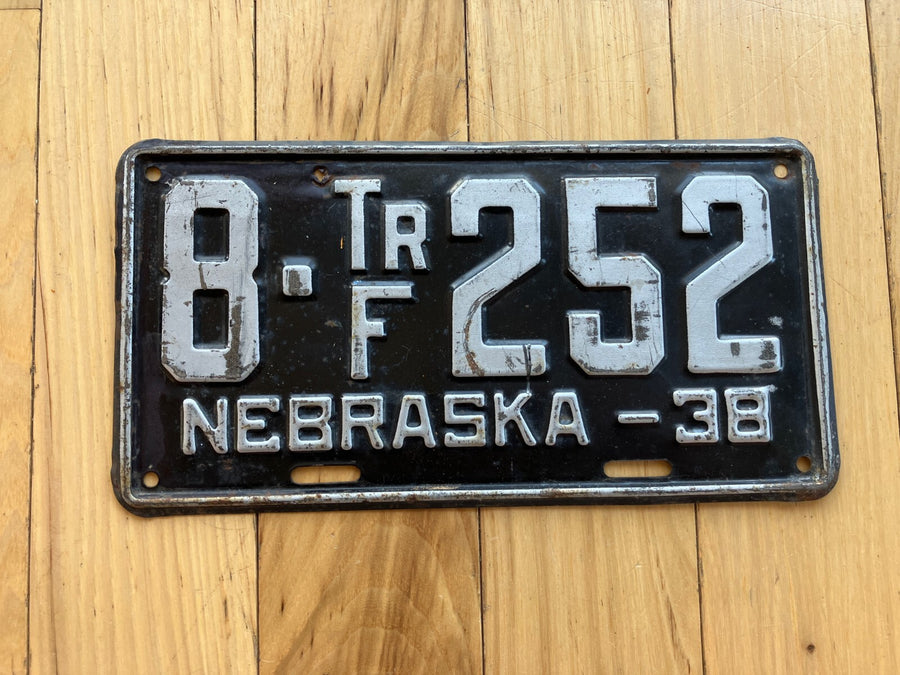 8·TR F 252
NEBRASKA - 38